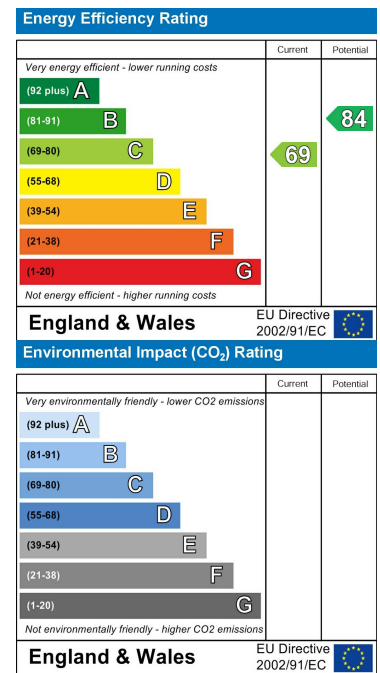 Energy Efficiency Rating
Current Potential
Very energy efficient - lower running costs
(92 plus) A
(81-91) B
84
(69-80) C
69
(55-68) D
(39-54) E
(21-38) F
(1-20) G
Not energy efficient - higher running costs
England & Wales
EU Directive
2002/91/EC
Environmental Impact (CO₂) Rating
Current Potential
Very environmentally friendly - lower CO2 emissions
(92 plus) A
(81-91) B
(69-80) C
(55-68) D
(39-54) E
(21-38) F
(1-20) G
Not environmentally friendly - higher CO2 emissions
England & Wales
EU Directive
2002/91/EC